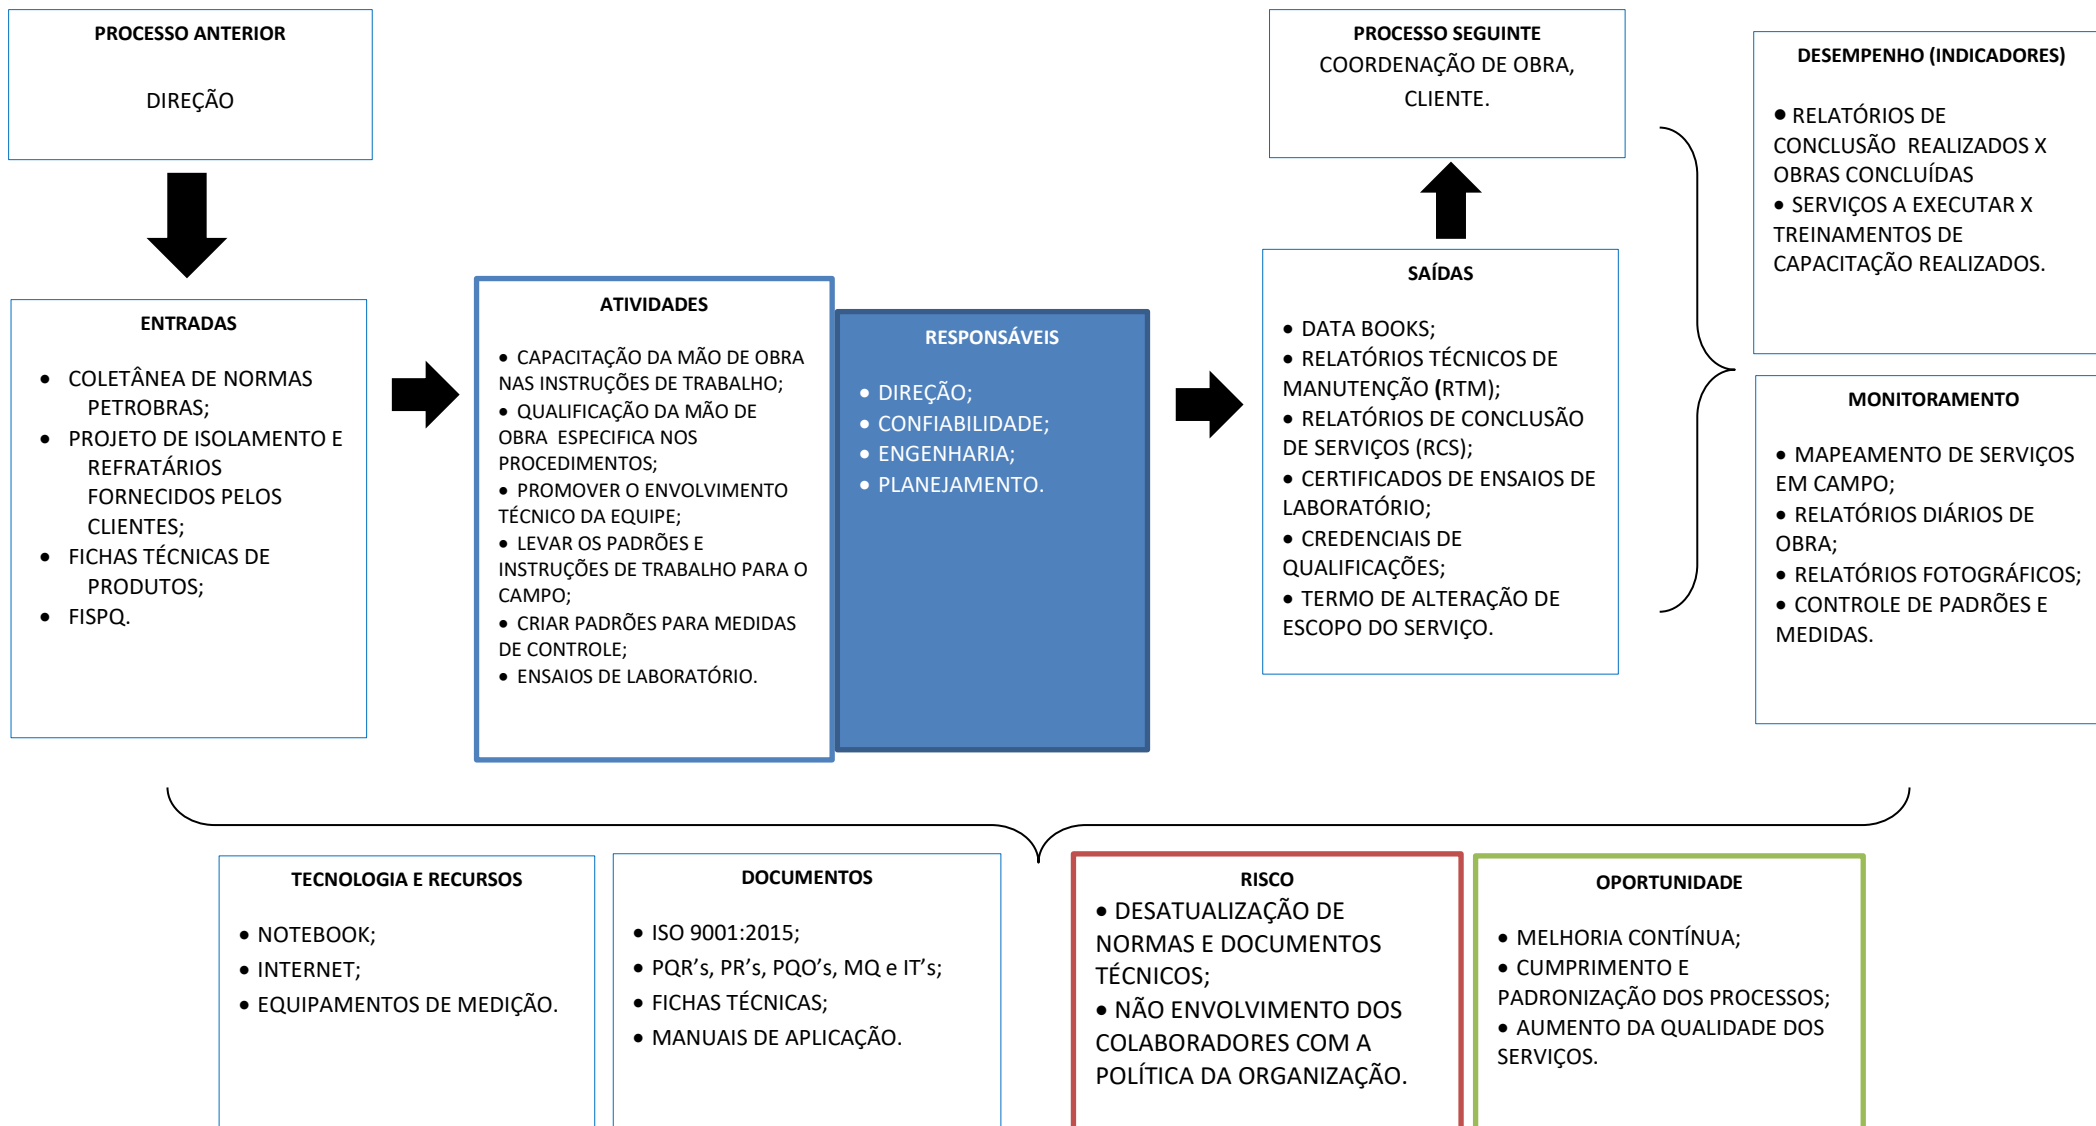 PROCESSO ANTERIOR
DIREÇÃO
ENTRADAS
• COLETÂNEA DE NORMAS
PETROBRAS;
• PROJETO DE ISOLAMENTO E
REFRATÁRIOS
FORNECIDOS PELOS
CLIENTES;
• FICHAS TÉCNICAS DE
PRODUTOS;
• FISPQ.
ATIVIDADES
• CAPACITAÇÃO DA MÃO DE OBRA
NAS INSTRUÇÕES DE TRABALHO;
• QUALIFICAÇÃO DA MÃO DE
OBRA ESPECIFICA NOS
PROCEDIMENTOS;
• PROMOVER O ENVOLVIMENTO
TÉCNICO DA EQUIPE;
• LEVAR OS PADRÕES E
INSTRUÇÕES DE TRABALHO PARA O
CAMPO;
• CRIAR PADRÕES PARA MEDIDAS
DE CONTROLE;
• ENSAIOS DE LABORATÓRIO.
RESPONSÁVEIS
• DIREÇÃO;
• CONFIABILIDADE;
• ENGENHARIA;
• PLANEJAMENTO.
PROCESSO SEGUINTE
COORDENAÇÃO DE OBRA,
CLIENTE.
SAÍDAS
• DATA BOOKS;
• RELATÓRIOS TÉCNICOS DE
MANUTENÇÃO (RTM);
• RELATÓRIOS DE CONCLUSÃO
DE SERVIÇOS (RCS);
• CERTIFICADOS DE ENSAIOS DE
LABORATÓRIO;
• CREDENCIAIS DE
QUALIFICAÇÕES;
• TERMO DE ALTERAÇÃO DE
ESCOPO DO SERVIÇO.
DESEMPENHO (INDICADORES)
• RELATÓRIOS DE
CONCLUSÃO REALIZADOS X
OBRAS CONCLUÍDAS
• SERVIÇOS A EXECUTAR X
TREINAMENTOS DE
CAPACITAÇÃO REALIZADOS.
MONITORAMENTO
• MAPEAMENTO DE SERVIÇOS
EM CAMPO;
• RELATÓRIOS DIÁRIOS DE
OBRA;
• RELATÓRIOS FOTOGRÁFICOS;
• CONTROLE DE PADRÕES E
MEDIDAS.
TECNOLOGIA E RECURSOS
• NOTEBOOK;
• INTERNET;
• EQUIPAMENTOS DE MEDIÇÃO.
DOCUMENTOS
• ISO 9001:2015;
• PQR’s, PR’s, PQO’s, MQ e IT’s;
• FICHAS TÉCNICAS;
• MANUAIS DE APLICAÇÃO.
RISCO
• DESATUALIZAÇÃO DE
NORMAS E DOCUMENTOS
TÉCNICOS;
• NÃO ENVOLVIMENTO DOS
COLABORADORES COM A
POLÍTICA DA ORGANIZAÇÃO.
OPORTUNIDADE
• MELHORIA CONTÍNUA;
• CUMPRIMENTO E
PADRONIZAÇÃO DOS PROCESSOS;
• AUMENTO DA QUALIDADE DOS
SERVIÇOS.